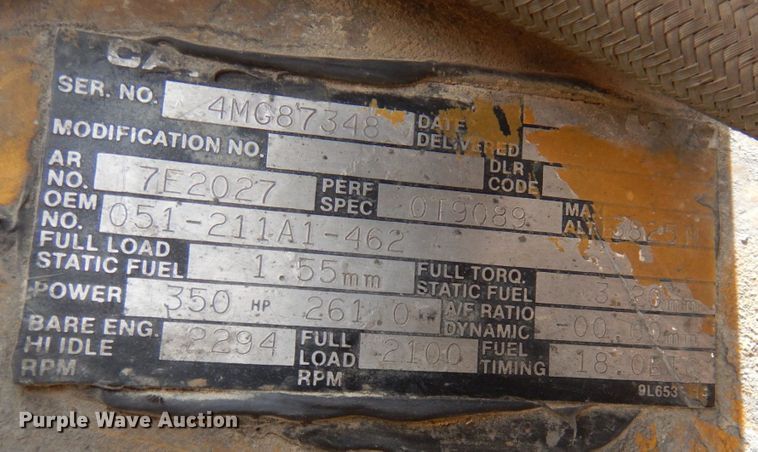 SER. NO. 4MG87348 DATE DELIVERED
MODIFICATION NO. DLR CODE
AR NO. 7E2027 PERF SPEC 0T9089
OEM NO. 051-211A1-462
FULL LOAD STATIC FUEL 1.55mm FULL TORQ. STATIC FUEL
POWER 350 HP 261.0 A/F RATIO DYNAMIC
BARE ENG. HI IDLE RPM 2294 FULL LOAD RPM 2100 FUEL TIMING
Purple Wave Auction